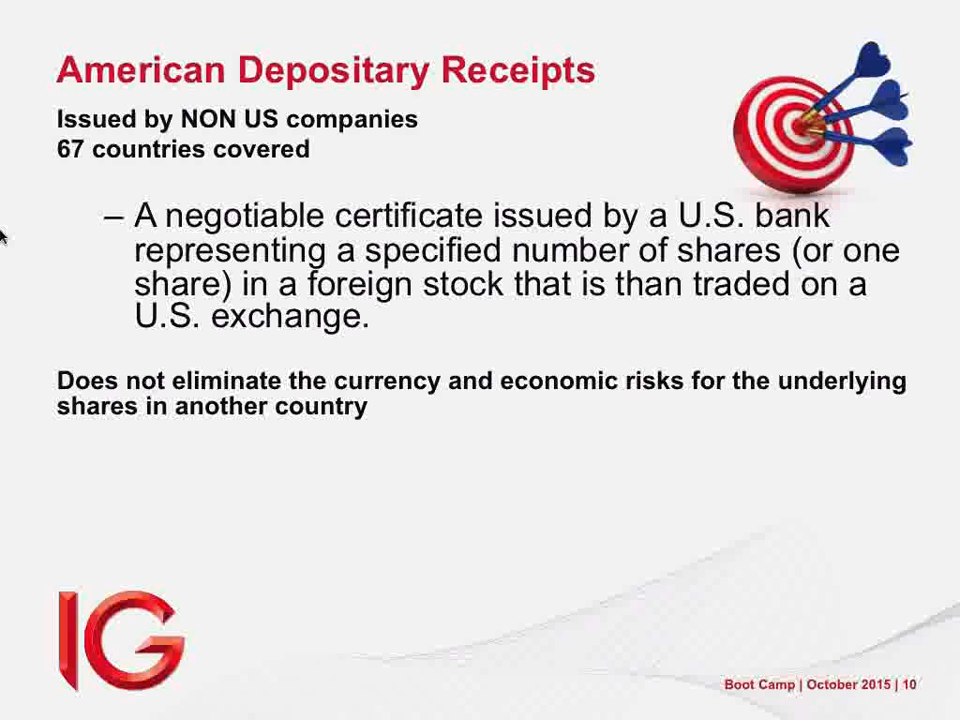 American Depositary Receipts
Issued by NON US companies
67 countries covered
– A negotiable certificate issued by a U.S. bank
representing a specified number of shares (or one
share) in a foreign stock that is than traded on a
U.S. exchange.
Does not eliminate the currency and economic risks for the underlying
shares in another country
IG
Boot Camp | October 2015 | 10